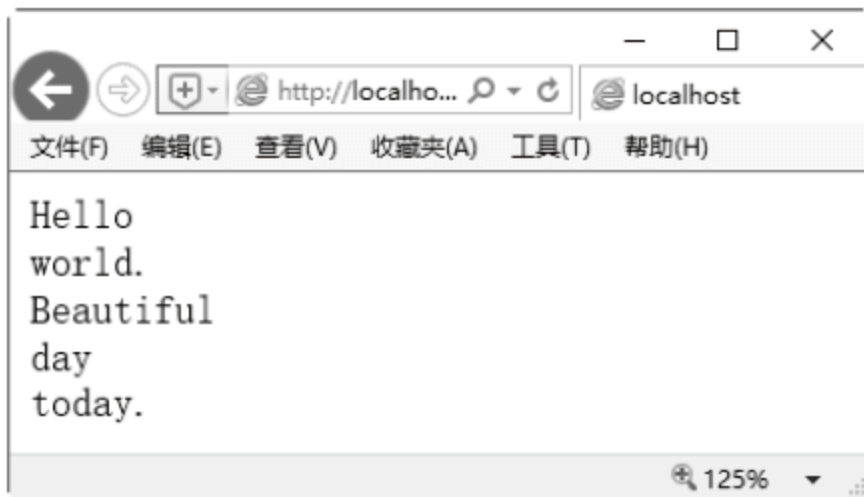 http://localho... localhost
文件(F) 编辑(E) 查看(V) 收藏夹(A) 工具(T) 帮助(H)
Hello
world.
Beautiful
day
today.
125%